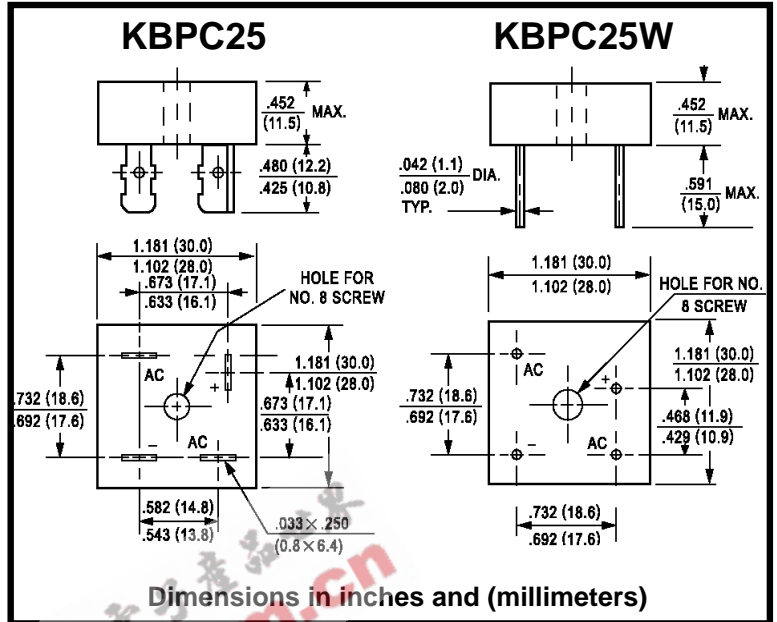 KBPC25
KBPC25W
.452
(11.5)
MAX.
.480 (12.2)
.425 (10.8)
.042 (1.1)
.080 (2.0)
DIA.
TYP.
.452
(11.5)
MAX.
.591
(15.0)
MAX.
1.181 (30.0)
1.102 (28.0)
.673 (17.1)
.633 (16.1)
HOLE FOR
NO. 8 SCREW
AC
+
.732 (18.6)
.692 (17.6)
1.181 (30.0)
1.102 (28.0)
.673 (17.1)
.633 (16.1)
−
AC
.582 (14.8)
.543 (13.8)
.033 × .250
(0.8 × 6.4)
1.181 (30.0)
1.102 (28.0)
HOLE FOR NO.
8 SCREW
AC
+
.732 (18.6)
.692 (17.6)
1.181 (30.0)
1.102 (28.0)
.468 (11.9)
.429 (10.9)
−
AC
.732 (18.6)
.692 (17.6)
Dimensions in inches and (millimeters)